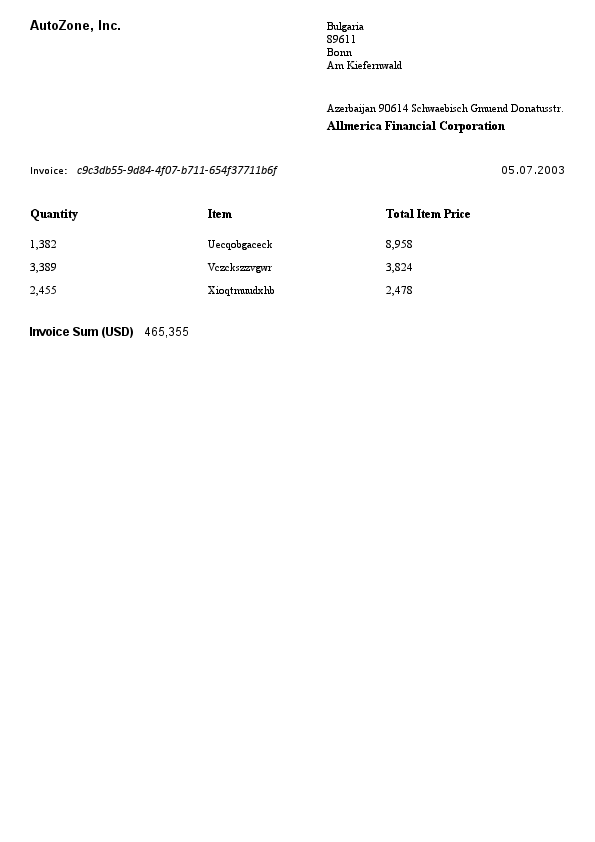 AutoZone, Inc.
Bulgaria
89611
Bonn
Am Kiefernwald
Azerbaijan 90614 Schwaebisch Gmuend Donatusstr.
Allmerica Financial Corporation
Invoice: c9c3db55-9d84-4f07-b711-654f37711b6f 05.07.2003
Quantity Item Total Item Price
1,382 Uecqobgaceck 8,958
3,389 Vczckszzvgwr 3,824
2,455 Xioqtmuudxhb 2,478
Invoice Sum (USD) 465,355